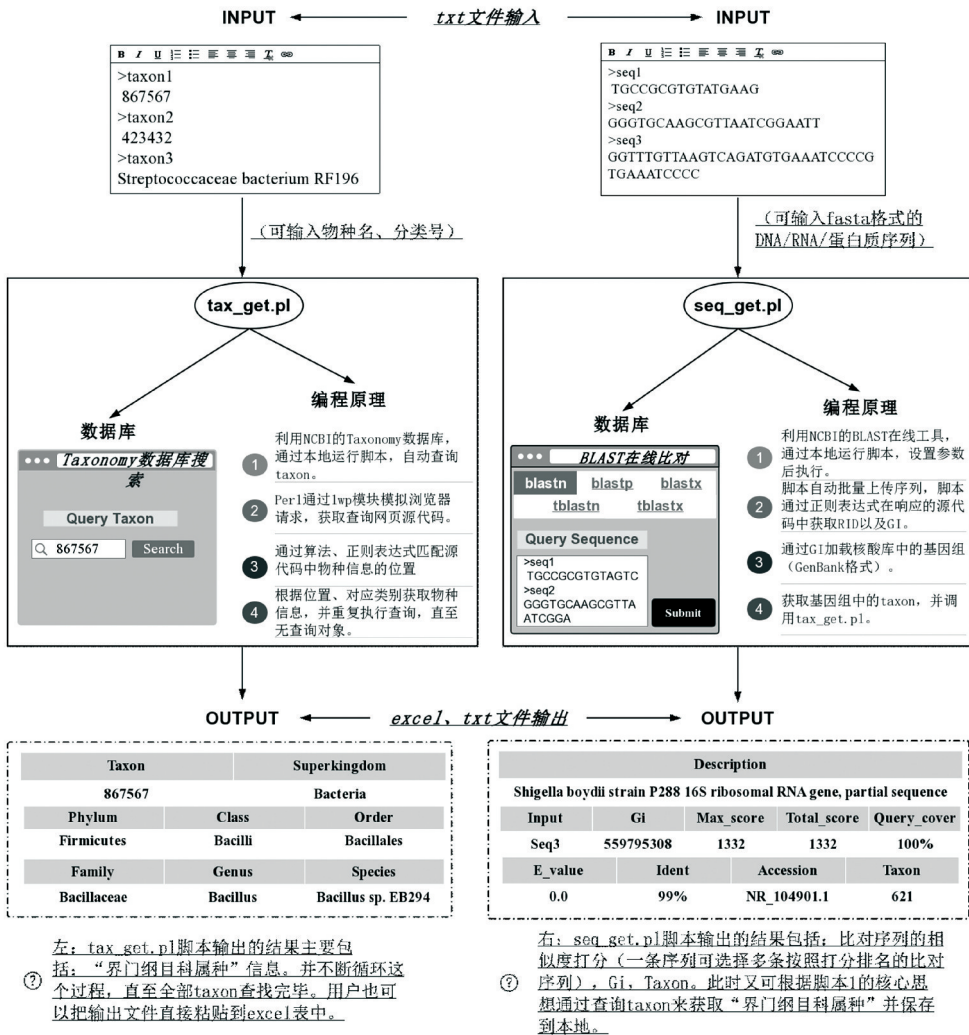 INPUT
txt文件输入
INPUT
B I U
>taxon1
867567
>taxon2
423432
>taxon3
Streptococcaceae bacterium RF196
B I U
>seq1
TGCCGCGTGTATGAAG
>seq2
GGGTGCAAGCGTTAATCGGAATT
>seq3
GGTTTGTTAAGTCAGATGTGAAATCCCCG
TGAAATCCCC
(可输入物种名、分类号)
(可输入fasta格式的
DNA/RNA/蛋白质序列)
tax_get.pl
编程原理
数据库
Taxonomy数据库搜
索
Query Taxon
867567
Search
1
利用NCBI的Taxonomy数据库,
通过本地运行脚本,自动查询
taxon。
2
Perl通过lwp模块模拟浏览器
请求,获取查询网页源代码。
3
通过算法、正则表达式匹配源
代码中物种信息的位置
4
根据位置、对应类别获取物种
信息,并重复执行查询,直至
无查询对象。
seq_get.pl
编程原理
数据库
BLAST在线比对
blastn blastp blastx
tblastn tblastx
Query Sequence
>seq1
TGCCGCGTGTAGTC
>seq2
GGGTGCAAGCGTTA
ATCGGA
Submit
1
利用NCBI的BLAST在线工具,
通过本地运行脚本,设置参数
后执行。
2
脚本自动批量上传序列,脚本
通过正则表达式在响应的源代
码中获取RID以及GI。
3
通过GI加载核酸库中的基因组
(GenBank格式)。
4
获取基因组中的taxon,并调
用tax_get.pl。
OUTPUT
excel、txt文件输出
OUTPUT
Taxon Superkingdom
867567 Bacteria
Phylum Class Order
Firmicutes Bacilli Bacillales
Family Genus Species
Bacillaceae Bacillus Bacillus sp. EB294
Description
Shigella boydii strain P288 16S ribosomal RNA gene, partial sequence
Input Gi Max_score Total_score Query_cover
Seq3 559795308 1332 1332 100%
E_value Ident Accession Taxon
0.0 99% NR_104901.1 621
?
左:tax_get.pl脚本输出的结果主要包
括:“界门纲目科属种”信息。并不断循环这
个过程,直至全部taxon查找完毕。用户也可
以把输出文件直接粘贴到excel表中。
?
右:seq_get.pl脚本输出的结果包括:比对序列的相
似度打分(一条序列可选择多条按照打分排名的比对
序列),Gi,Taxon。此时又可根据脚本1的核心思
想通过查询taxon来获取“界门纲目科属种”并保存
到本地。